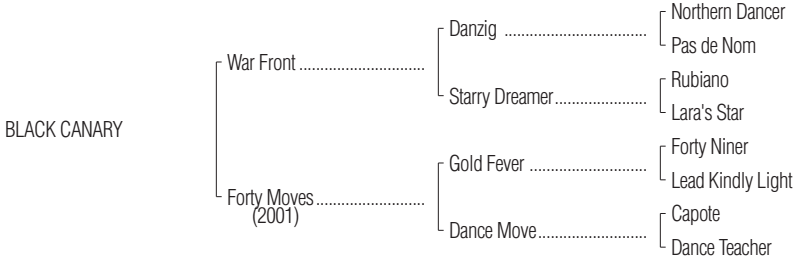 Northern Dancer
Danzig ................................
Pas de Nom
War Front ............................
Rubiano
Starry Dreamer.....................
Lara's Star
BLACK CANARY
Forty Niner
Gold Fever ..........................
Lead Kindly Light
Forty Moves........................
(2001)
Capote
Dance Move.........................
Dance Teacher